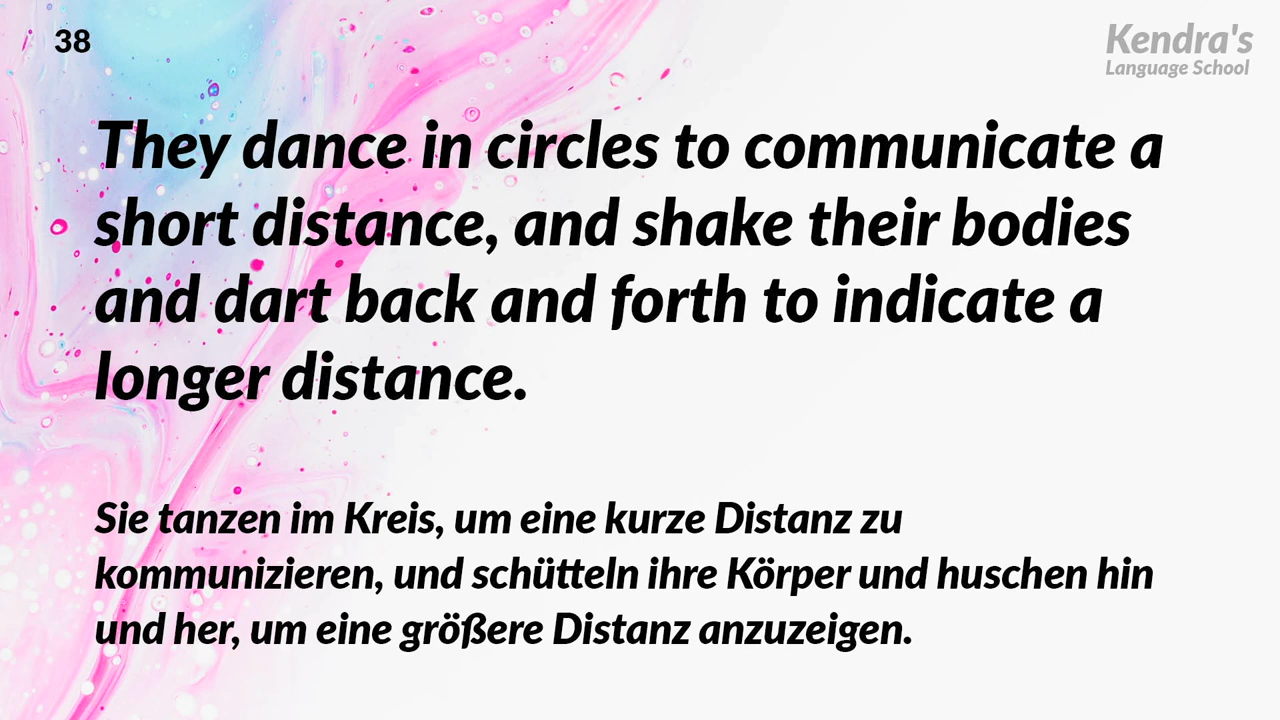 38
Kendra's
Language School
They dance in circles to communicate a
short distance, and shake their bodies
and dart back and forth to indicate a
longer distance.
Sie tanzen im Kreis, um eine kurze Distanz zu
kommunizieren, und schütteln ihre Körper und huschen hin
und her, um eine größere Distanz anzuzeigen.